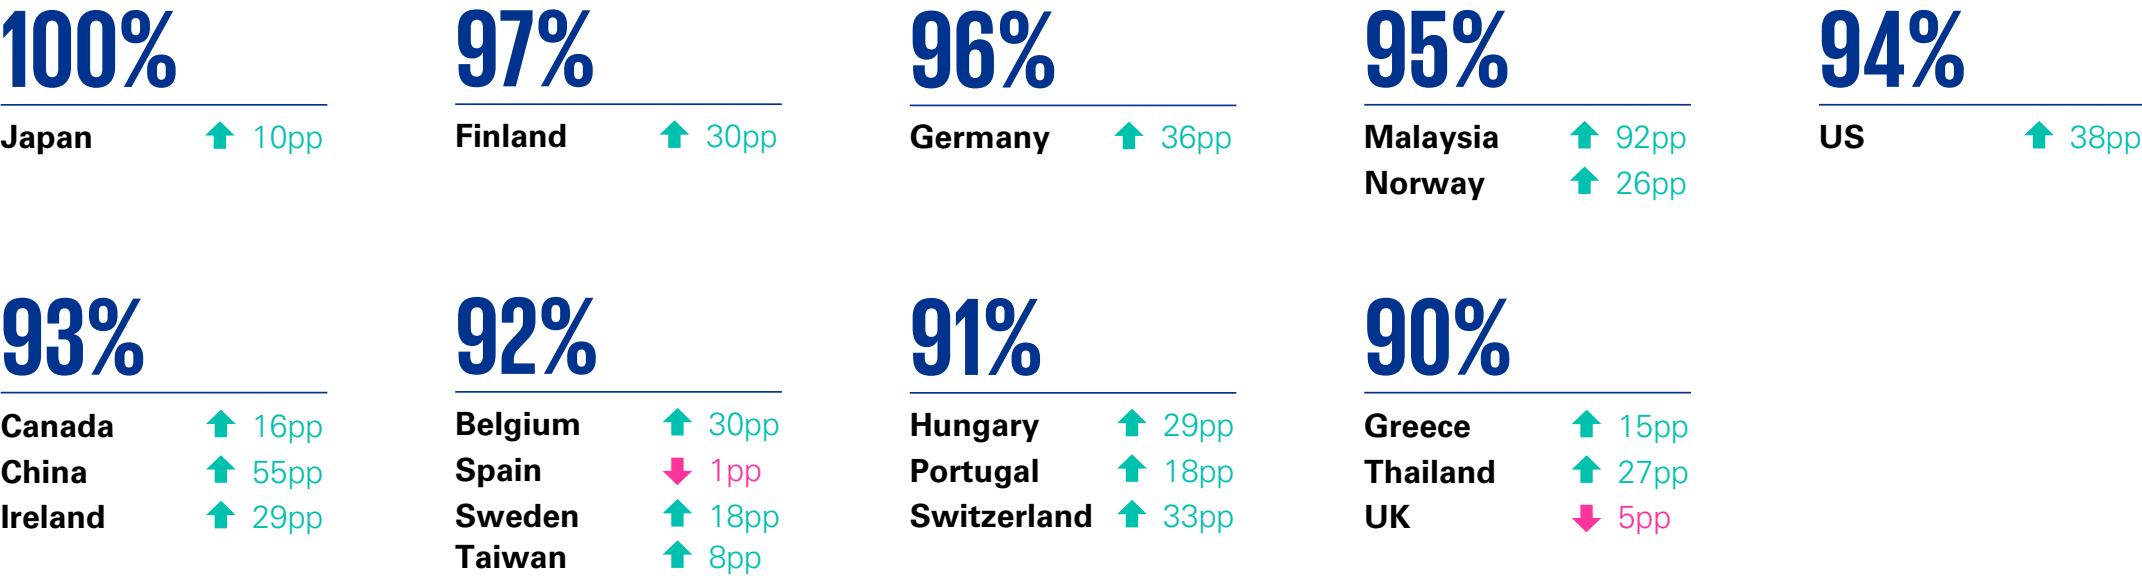 100%
Japan 10pp
97%
Finland 30pp
96%
Germany 36pp
95%
Malaysia 92pp
Norway 26pp
94%
US 38pp
93%
Canada 16pp
China 55pp
Ireland 29pp
92%
Belgium 30pp
Spain 1pp
Sweden 18pp
Taiwan 8pp
91%
Hungary 29pp
Portugal 18pp
Switzerland 33pp
90%
Greece 15pp
Thailand 27pp
UK 5pp